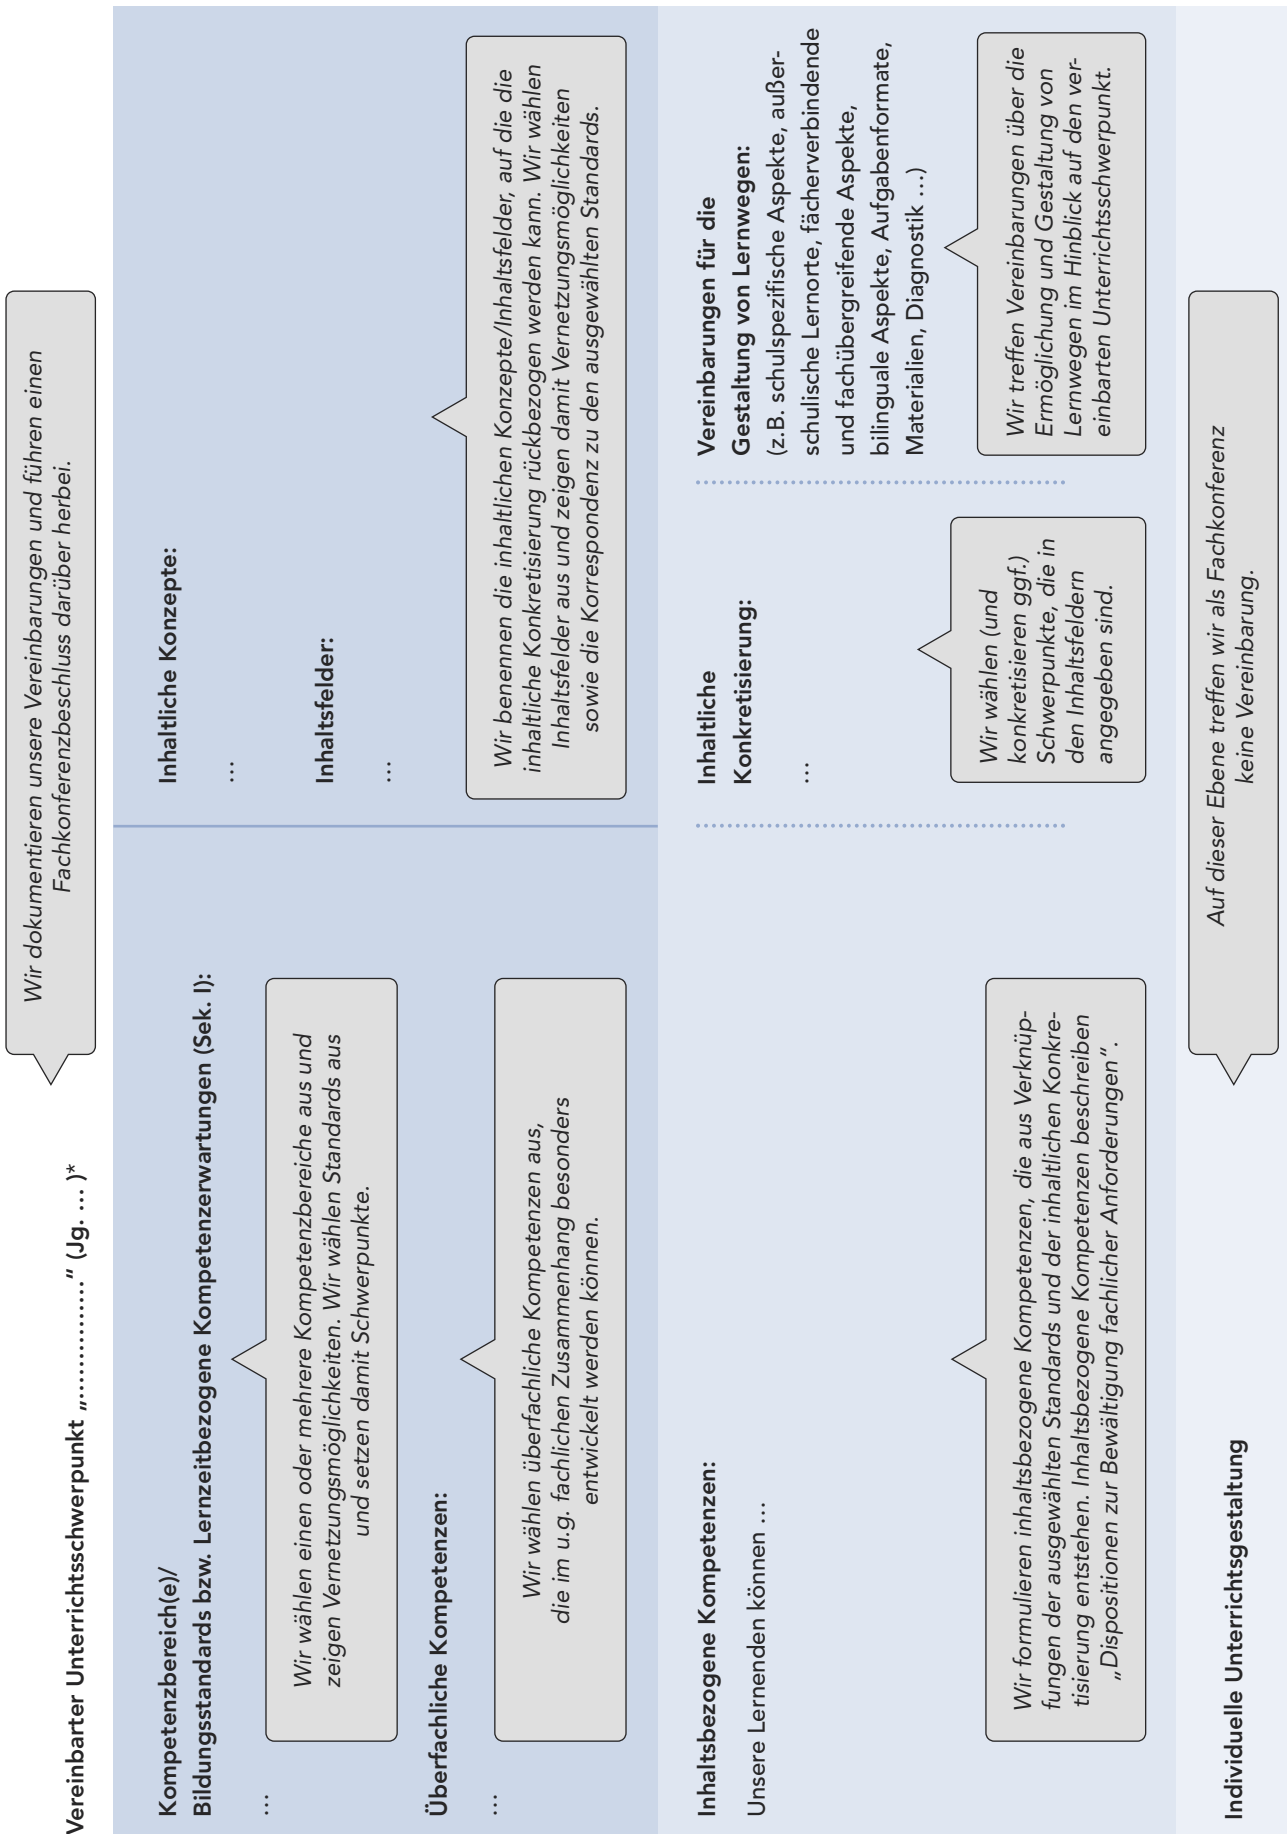 Vereinbarter Unterrichtsschwerpunkt „..............“ (Jg. … )*
Wir dokumentieren unsere Vereinbarungen und führen einen
Fachkonferenzbeschluss darüber herbei.
Kompetenzbereich(e)/
Bildungsstandards bzw. Lernzeitbezogene Kompetenzerwartungen (Sek. I):
…
Wir wählen einen oder mehrere Kompetenzbereiche aus und
zeigen Vernetzungsmöglichkeiten. Wir wählen Standards aus
und setzen damit Schwerpunkte.
Überfachliche Kompetenzen:
…
Wir wählen überfachliche Kompetenzen aus,
die im u.g. fachlichen Zusammenhang besonders
entwickelt werden können.
Inhaltliche Konzepte:
…
Inhaltsfelder:
…
Wir benennen die inhaltlichen Konzepte/Inhaltsfelder, auf die die
inhaltliche Konkretisierung rückbezogen werden kann. Wir wählen
Inhaltsfelder aus und zeigen damit Vernetzungsmöglichkeiten
sowie die Korrespondenz zu den ausgewählten Standards.
Inhaltsbezogene Kompetenzen:
Unsere Lernenden können …
Wir formulieren inhaltsbezogene Kompetenzen, die aus Verknüp-
fungen der ausgewählten Standards und der inhaltlichen Konkre-
tisierung entstehen. Inhaltsbezogene Kompetenzen beschreiben
„Dispositionen zur Bewältigung fachlicher Anforderungen“.
Inhaltliche
Konkretisierung:
…
Wir wählen (und
konkretisieren ggf.)
Schwerpunkte, die in
den Inhaltsfeldern
angegeben sind.
Vereinbarungen für die
Gestaltung von Lernwegen:
(z.B. schulspezifische Aspekte, außer-
schulische Lernorte, fächerverbindende
und fachübergreifende Aspekte,
bilinguale Aspekte, Aufgabenformate,
Materialien, Diagnostik …)
Wir treffen Vereinbarungen über die
Ermöglichung und Gestaltung von
Lernwegen im Hinblick auf den ver-
einbarten Unterrichtsschwerpunkt.
Individuelle Unterrichtsgestaltung
Auf dieser Ebene treffen wir als Fachkonferenz
keine Vereinbarung.